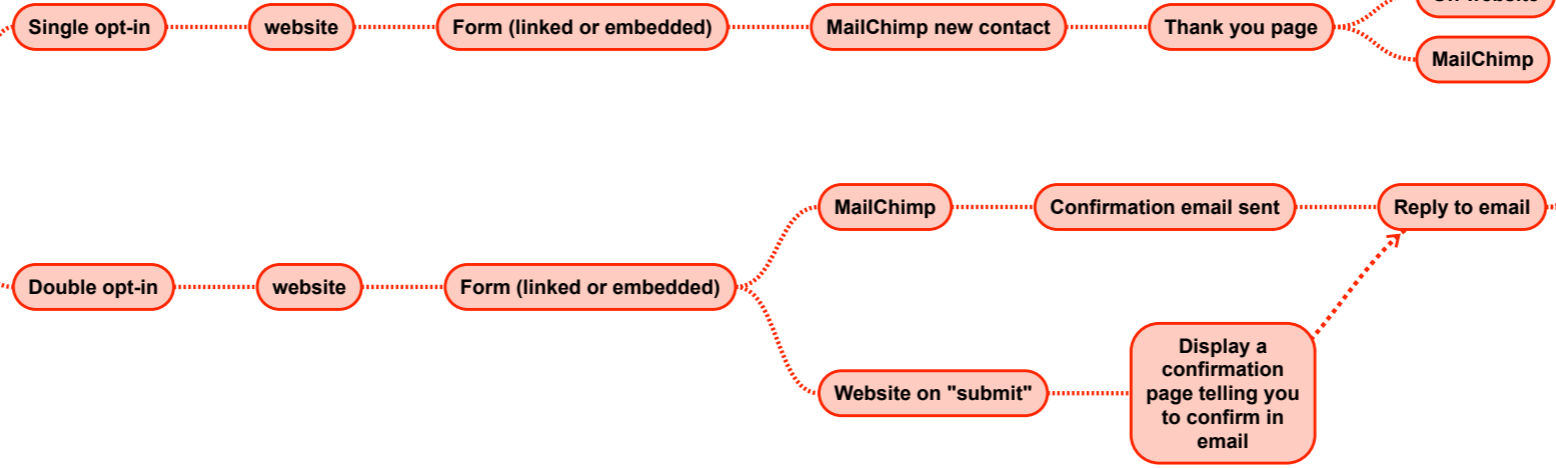 Single opt-in
website
Form (linked or embedded)
MailChimp new contact
Thank you page
website
MailChimp
Double opt-in
website
Form (linked or embedded)
MailChimp
Confirmation email sent
Reply to email
Website on "submit"
Display a
confirmation
page telling you
to confirm in
email